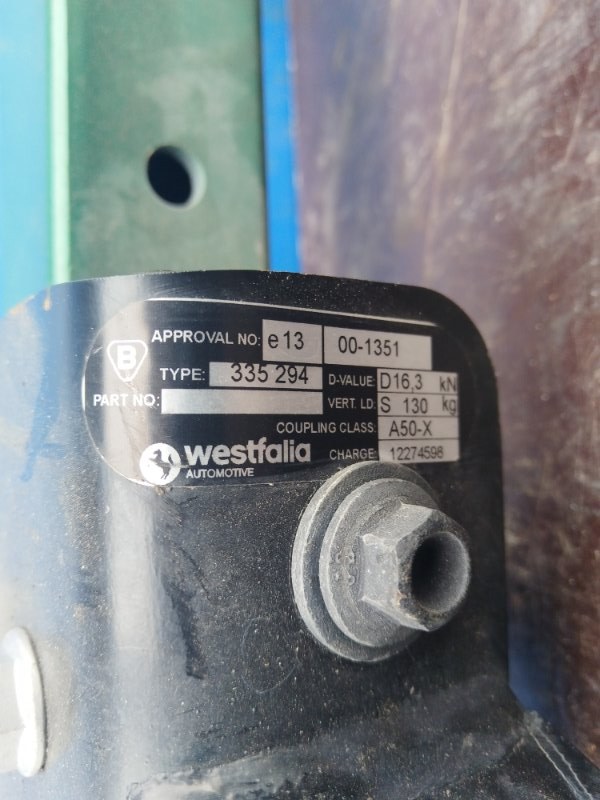 APPROVAL NO: e13 00-1351
B
TYPE: 335 294 D-VALUE: D16,3 kN
PART NO: VERT. LD: S 130 kg
COUPLING CLASS: A50-X
westfalia CHARGE: 12274598
AUTOMOTIVE